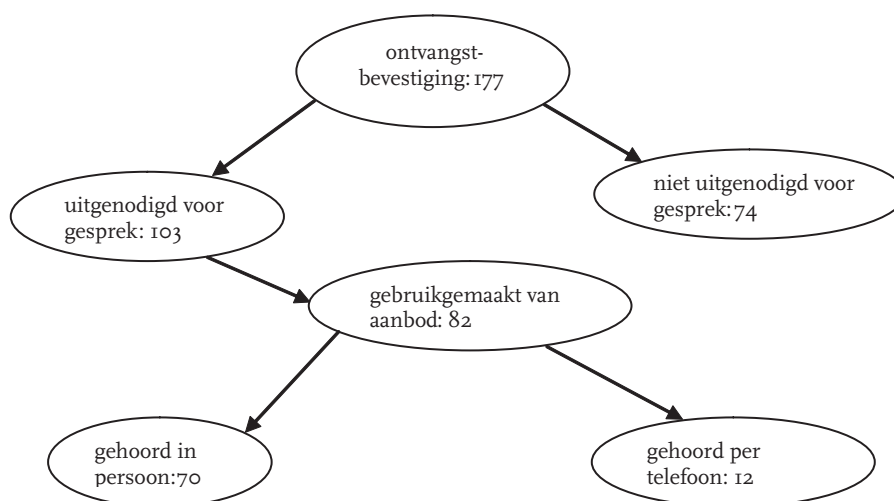 ontvangst-
bevestiging: 177
uitgenodigd voor
gesprek: 103
niet uitgenodigd voor
gesprek: 74
gebruikgemaakt van
aanbod: 82
gehoord in
persoon:70
gehoord per
telefoon: 12